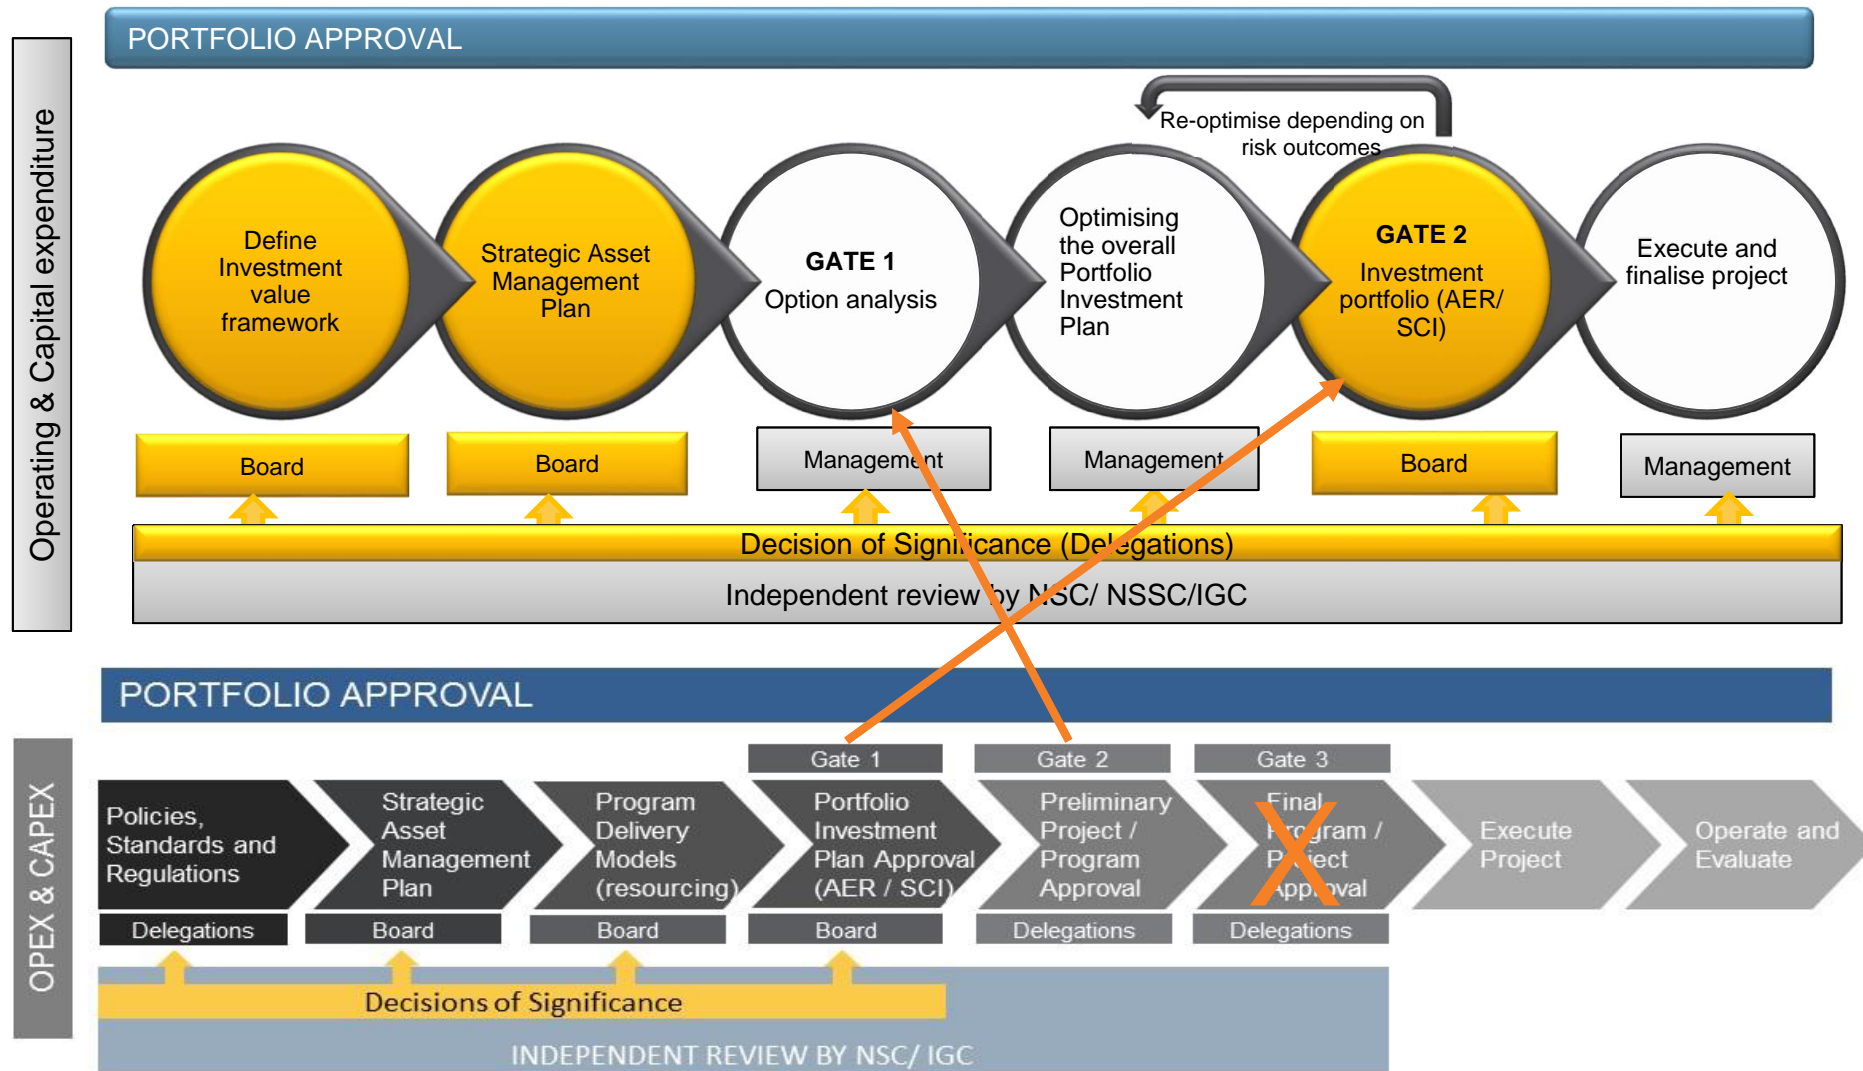 PORTFOLIO APPROVAL
Operating & Capital expenditure
Re-optimise depending on
risk outcomes
Define
Investment
value
framework
Strategic Asset
Management
Plan
GATE 1
Option analysis
Optimising
the overall
Portfolio
Investment
Plan
GATE 2
Investment
portfolio (AER/
SCI)
Execute and
finalise project
Board
Board
Management
Management
Board
Management
Decision of Significance (Delegations)
Independent review by NSC/ NSSC/IGC
PORTFOLIO APPROVAL
OPEX & CAPEX
Gate 1
Gate 2
Gate 3
Policies,
Standards and
Regulations
Strategic
Asset
Management
Plan
Program
Delivery
Models
(resourcing)
Portfolio
Investment
Plan Approval
(AER / SCI)
Preliminary
Project /
Program
Approval
Final
Program /
Project
Approval
Execute
Project
Operate and
Evaluate
Delegations
Board
Board
Board
Delegations
Delegations
Decisions of Significance
INDEPENDENT REVIEW BY NSC/ IGC